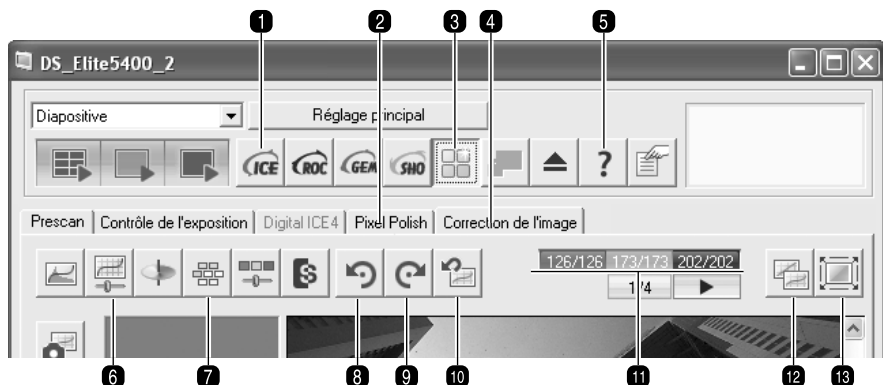 1 2 3 4 5
DS_Elite5400_2
Diapositive Réglage principal
ICE ROC GEM SHO ?
Prescan Contrôle de l'exposition Digital ICE4 Pixel Polish Correction de l'image
S 126/126 173/173 202/202
1/4
6 7 8 9 10 11 12 13